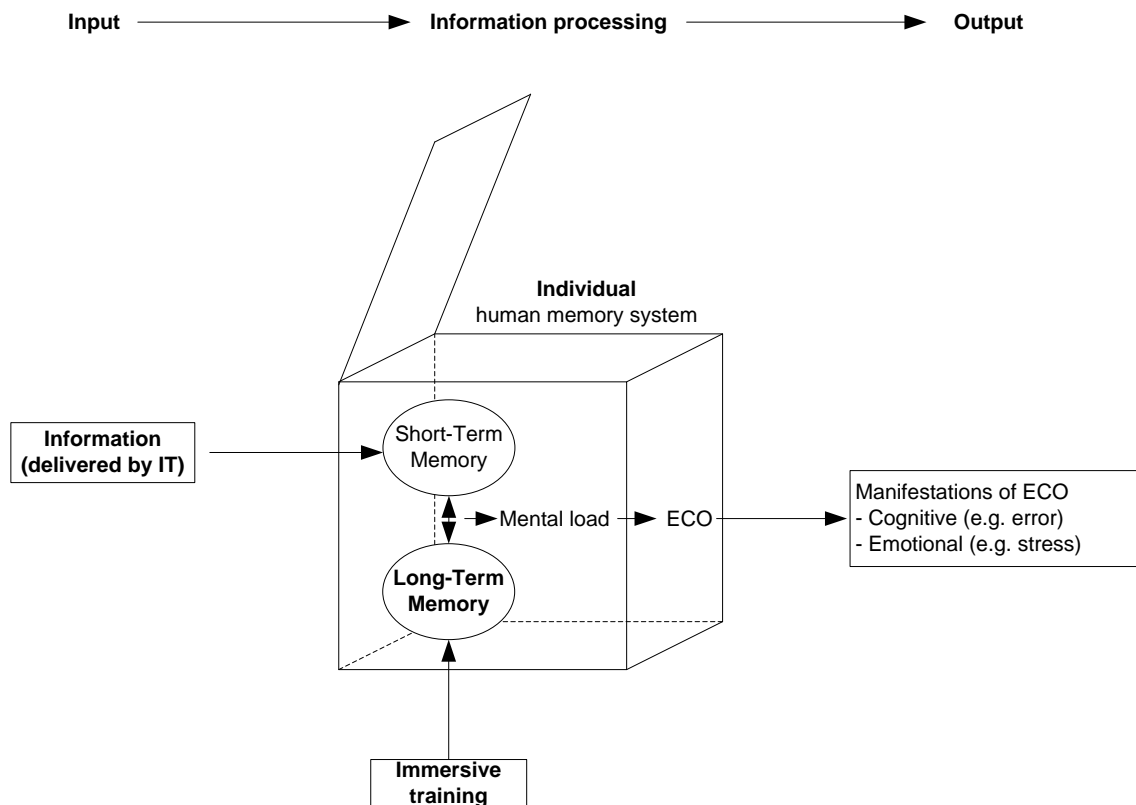 Input Information processing Output
Individual
human memory system
Short-Term
Memory
Information
(delivered by IT)
Mental load ECO
Manifestations of ECO
- Cognitive (e.g. error)
- Emotional (e.g. stress)
Long-Term
Memory
Immersive
training